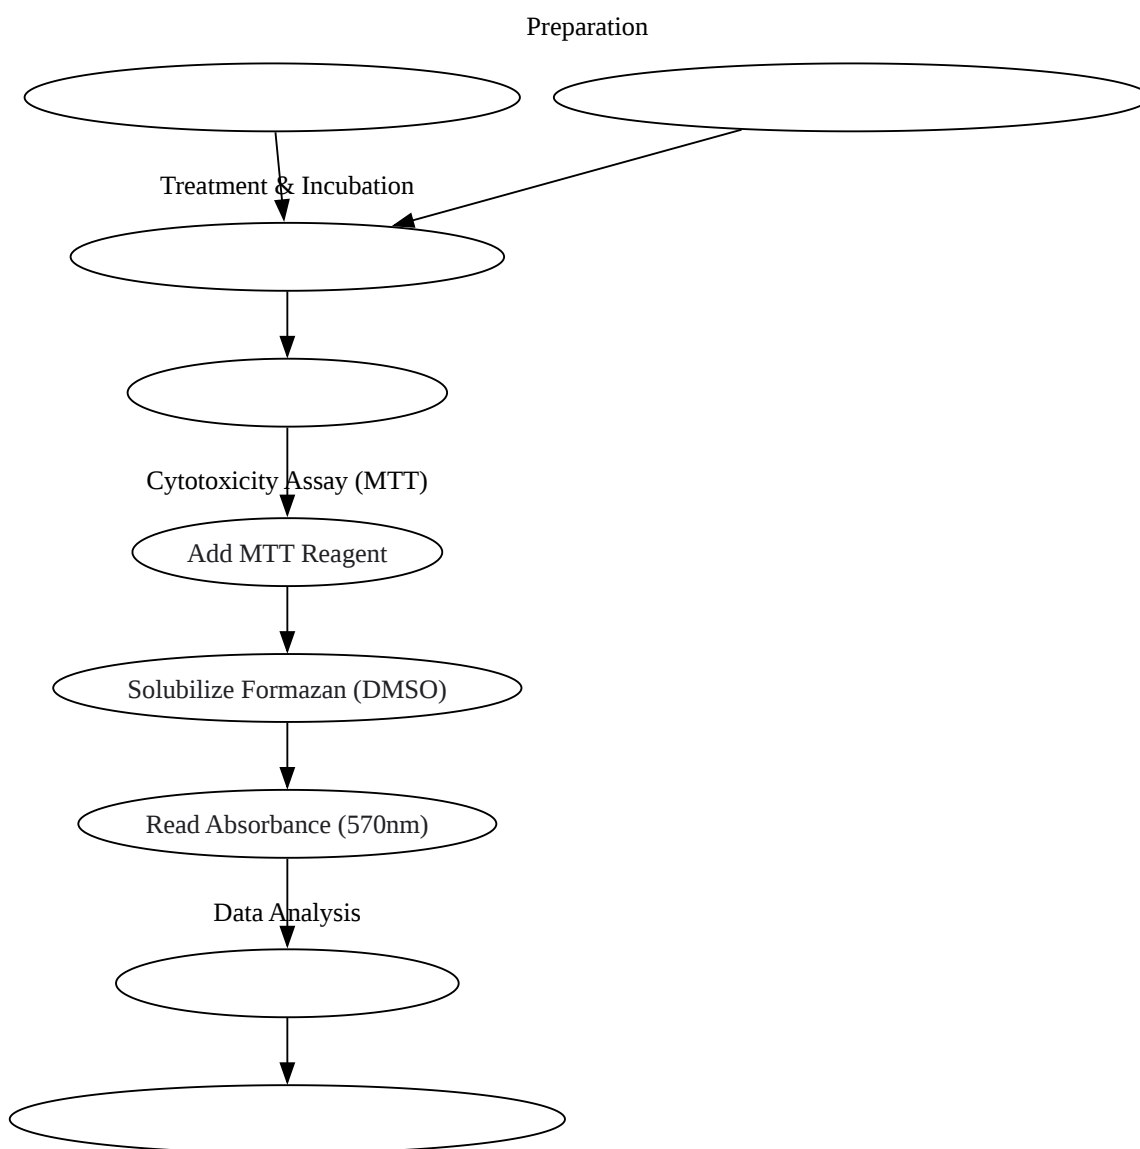 Preparation
Treatment & Incubation
Cytotoxicity Assay (MTT)
Add MTT Reagent
Solubilize Formazan (DMSO)
Read Absorbance (570nm)
Data Analysis